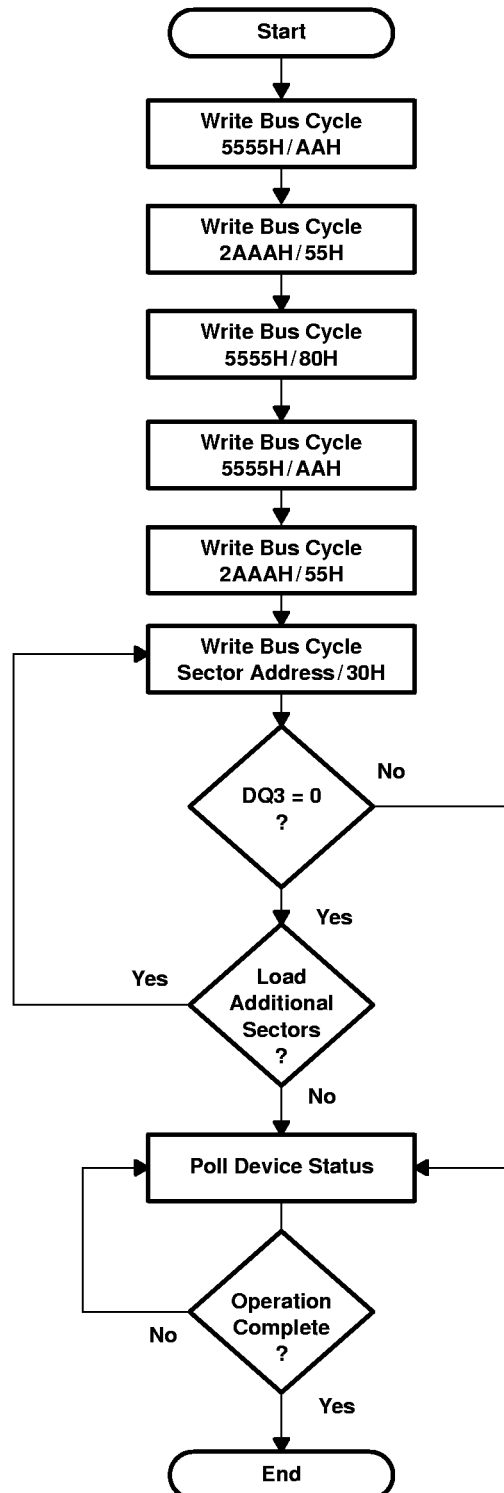 Start
Write Bus Cycle
5555H/AAH
Write Bus Cycle
2AAAH/55H
Write Bus Cycle
5555H/80H
Write Bus Cycle
5555H/AAH
Write Bus Cycle
2AAAH/55H
Write Bus Cycle
Sector Address/30H
No
DQ3 = 0
?
Yes
Yes
Load
Additional
Sectors
?
No
Poll Device Status
Operation
Complete
?
No
Yes
End